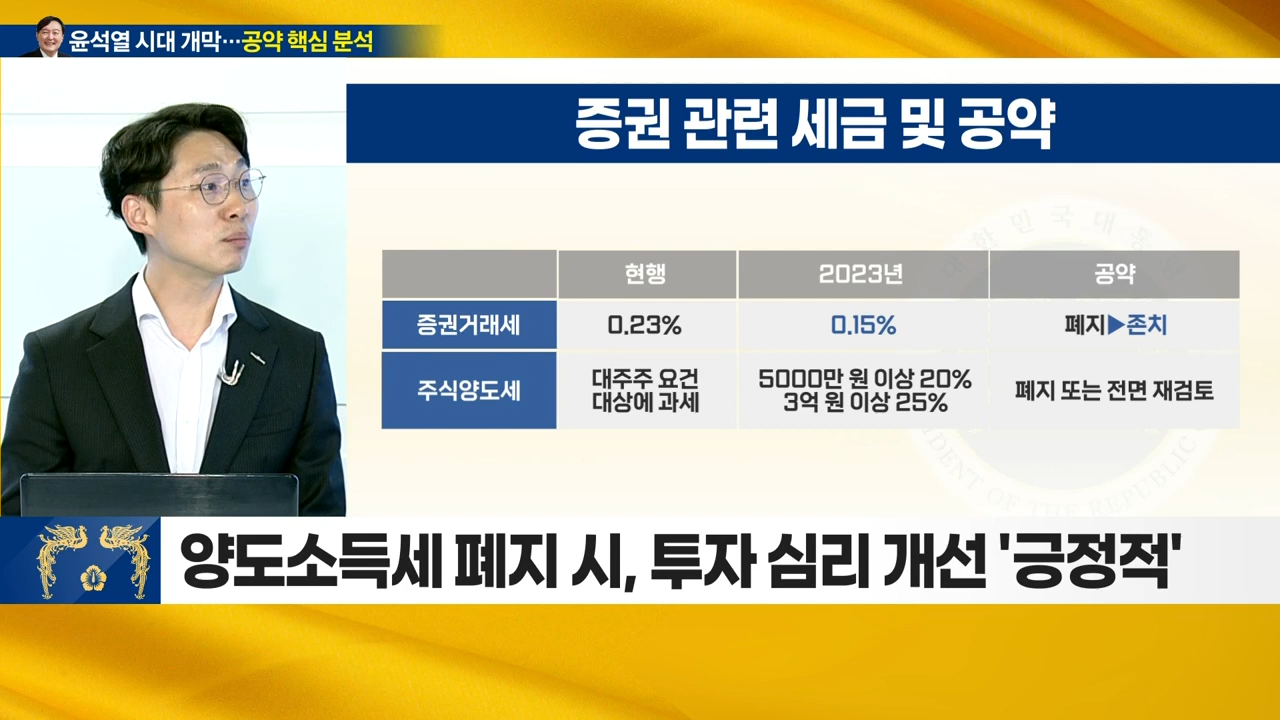 윤석열 시대 개막…공약 핵심 분석
증권 관련 세금 및 공약
현행 2023년 공약
증권거래세 0.23% 0.15% 폐지▶존치
주식양도세 대주주 요건 대상에 과세 5000만 원 이상 20% 3억 원 이상 25% 폐지 또는 전면 재검토
양도소득세 폐지 시, 투자 심리 개선 '긍정적'